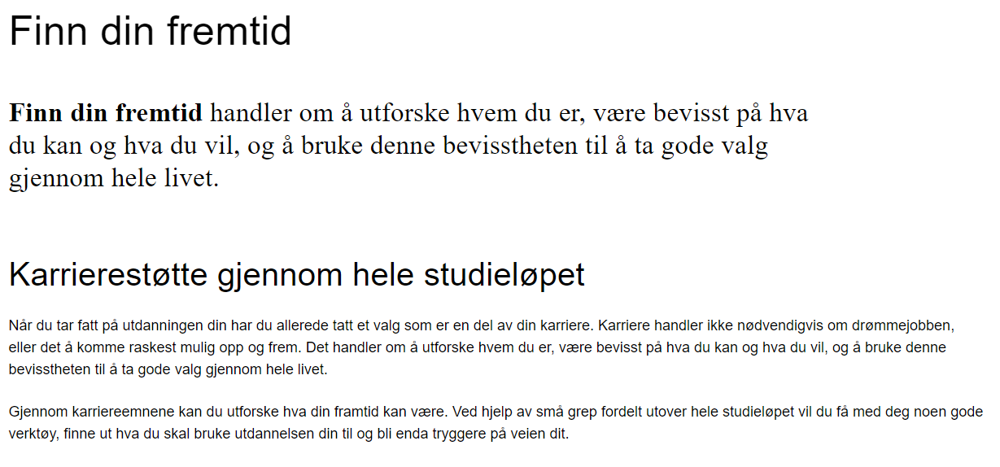 Finn din fremtid
Finn din fremtid handler om å utforske hvem du er, være bevisst på hva
du kan og hva du vil, og å bruke denne bevisstheten til å ta gode valg
gjennom hele livet.
Karrierestøtte gjennom hele studieløpet
Når du tar fatt på utdanningen din har du allerede tatt et valg som er en del av din karriere. Karriere handler ikke nødvendigvis om drømmejobben,
eller det å komme raskest mulig opp og frem. Det handler om å utforske hvem du er, være bevisst på hva du kan og hva du vil, og å bruke denne
bevisstheten til å ta gode valg gjennom hele livet.
Gjennom karriereemnene kan du utforske hva din framtid kan være. Ved hjelp av små grep fordelt utover hele studieløpet vil du få med deg noen gode
verktøy, finne ut hva du skal bruke utdannelsen din til og bli enda tryggere på veien dit.